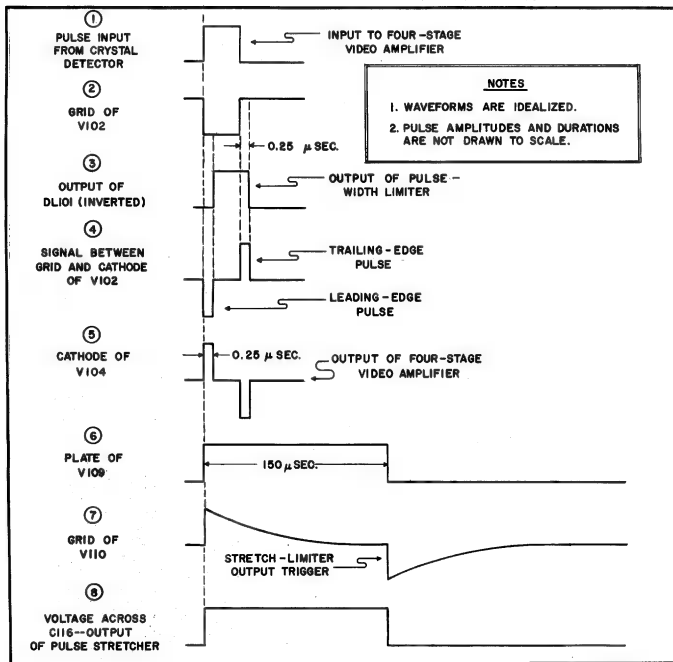 1
PULSE INPUT
FROM CRYSTAL
DETECTOR
INPUT TO FOUR-STAGE
VIDEO AMPLIFIER
NOTES
1. WAVEFORMS ARE IDEALIZED.
2. PULSE AMPLITUDES AND DURATIONS
ARE NOT DRAWN TO SCALE.
2
GRID OF
V102
0.25 μSEC.
3
OUTPUT OF
DL101 (INVERTED)
OUTPUT OF PULSE-
WIDTH LIMITER
4
SIGNAL BETWEEN
GRID AND CATHODE
OF V102
TRAILING-EDGE
PULSE
LEADING-EDGE
PULSE
5
CATHODE OF
V104
0.25 μSEC.
OUTPUT OF FOUR-STAGE
VIDEO AMPLIFIER
6
PLATE OF
V109
150 μSEC.
7
GRID OF
V110
STRETCH-LIMITER
OUTPUT TRIGGER
8
VOLTAGE ACROSS
C116--OUTPUT
OF PULSE STRETCHER